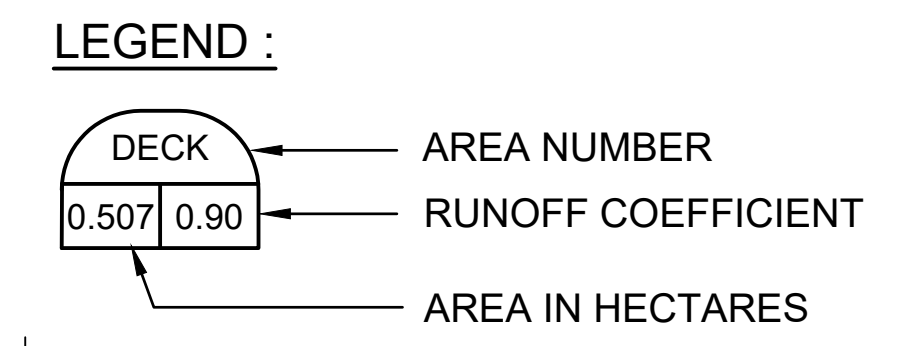 LEGEND :
DECK
AREA NUMBER
0.507 0.90
RUNOFF COEFFICIENT
AREA IN HECTARES